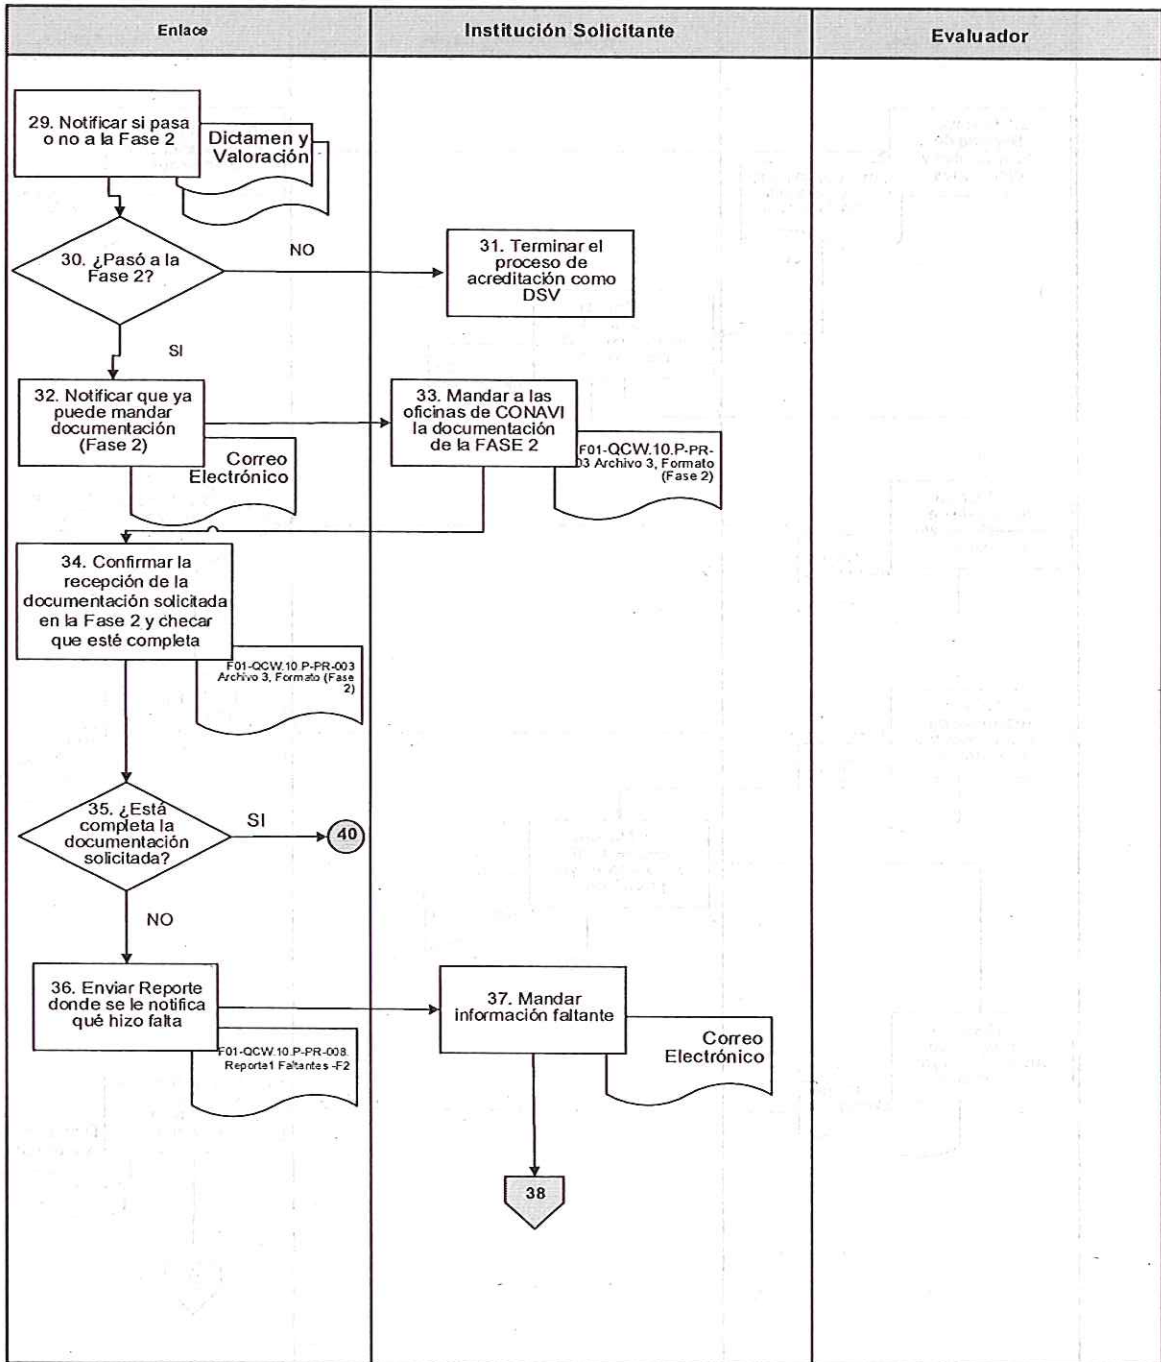 Enlace
Institución Solicitante
Evaluador
29. Notificar si pasa
o no a la Fase 2
Dictamen y
Valoración
30. ¿Pasó a la
Fase 2?
NO
31. Terminar el
proceso de
acreditación como
DSV
SI
32. Notificar que ya
puede mandar
documentación
(Fase 2)
Correo
Electrónico
33. Mandar a las
oficinas de CONAVI
la documentación
de la FASE 2
F01-QCW.10.P-PR-
03 Archivo 3, Formato
(Fase 2)
34. Confirmar la
recepción de la
documentación solicitada
en la Fase 2 y checar
que esté completa
F01-QCW.10 P-PR-003
Archivo 3, Formato (Fase
2)
35. ¿Está
completa la
documentación
solicitada?
SI
40
NO
36. Enviar Reporte
donde se le notifica
qué hizo falta
F01-QCW.10.P-PR-008.
Reporte1 Faltantes -F2
37. Mandar
información faltante
Correo
Electrónico
38